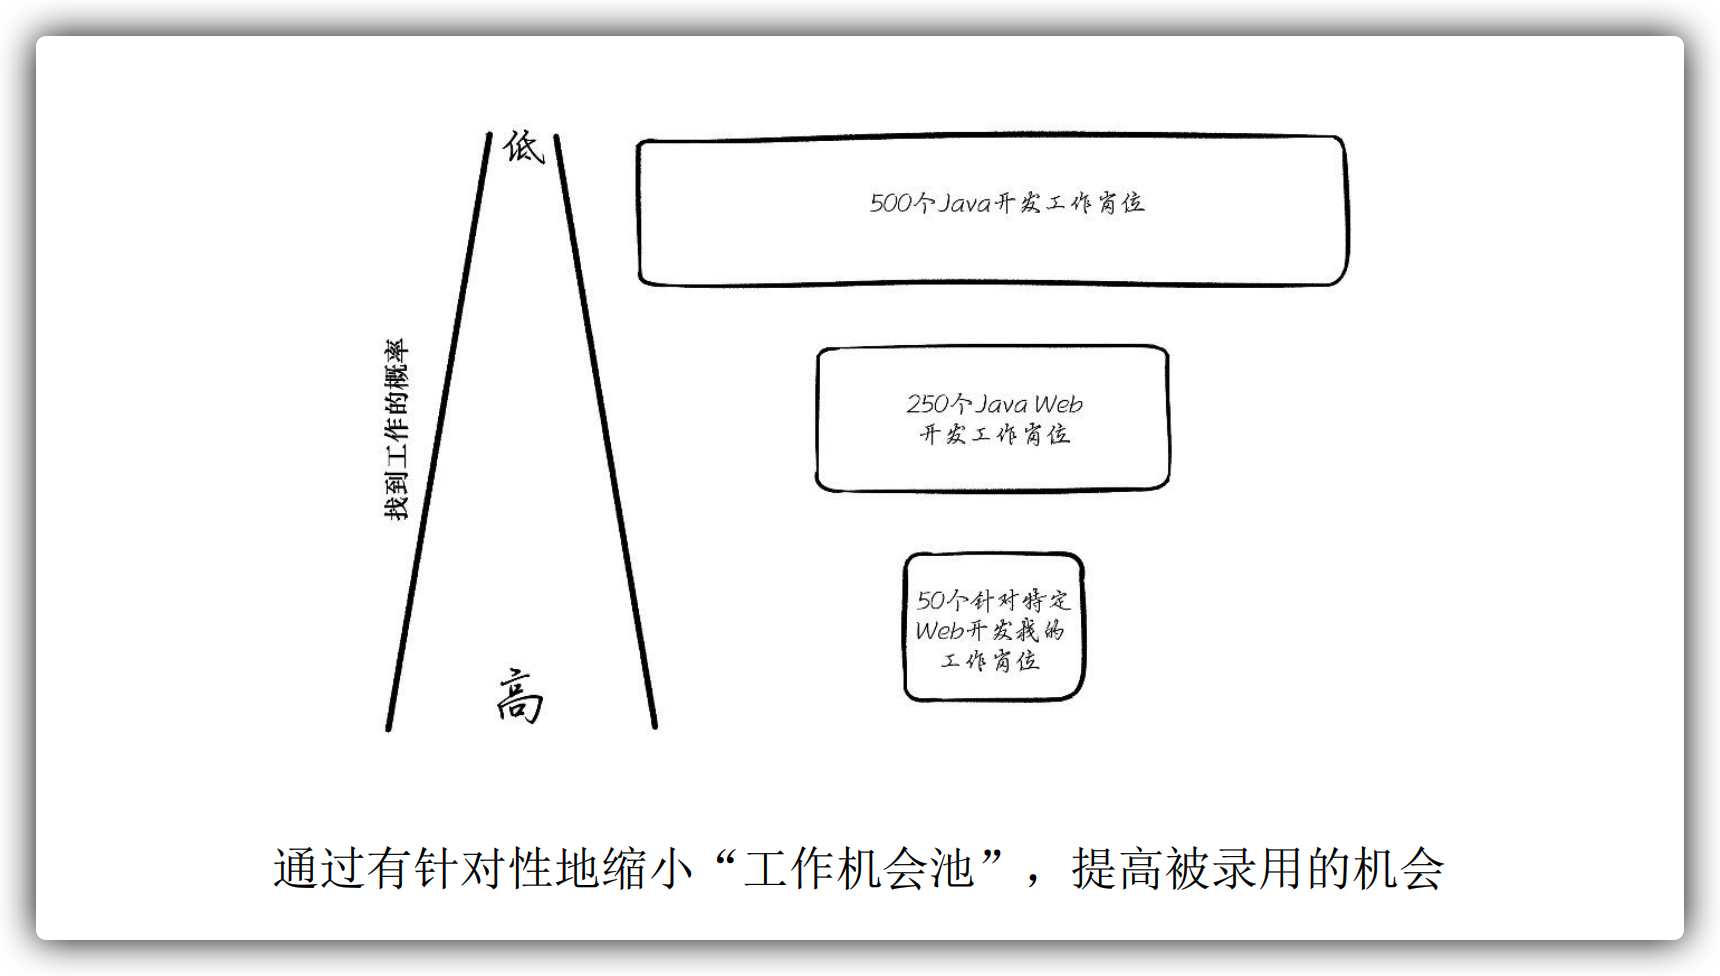 低
500个Java开发工作岗位
找到工作的概率
250个Java Web
开发工作岗位
50个针对特定
Web开发我的
工作岗位
高
通过有针对性地缩小“工作机会池”，提高被录用的机会